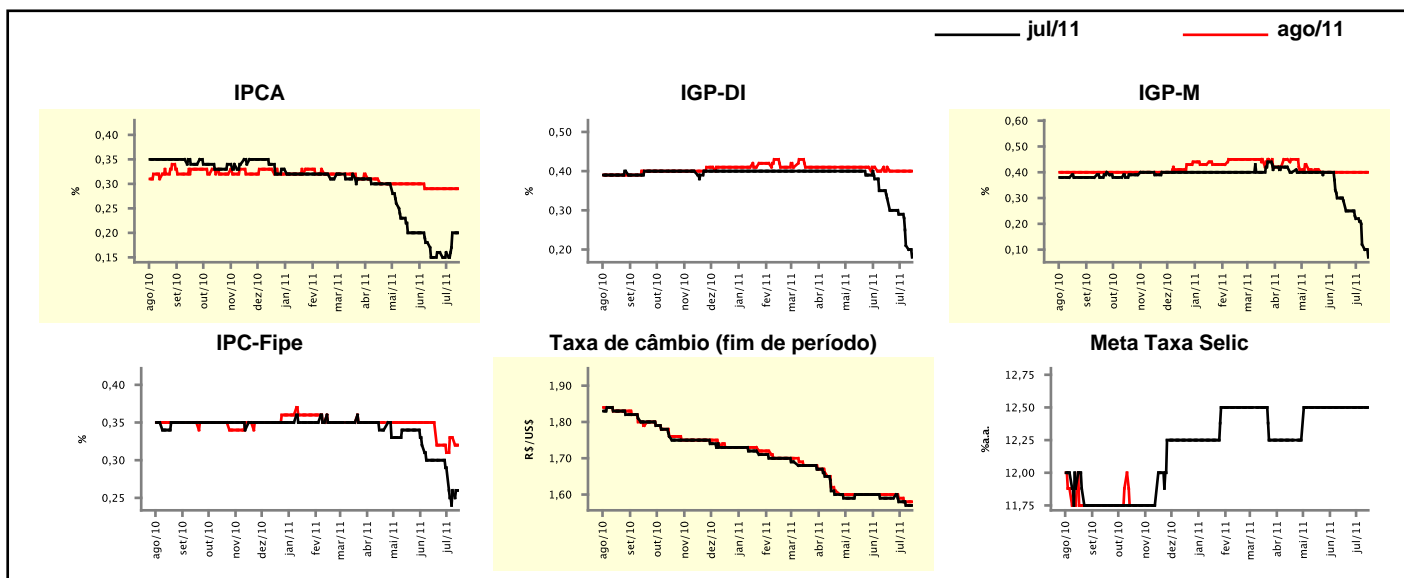 jul/11 ago/11
IPCA
0,40
0,35
0,30
0,25
0,20
0,15
%
ago/10 set/10 out/10 nov/10 dez/10 jan/11 fev/11 mar/11 abr/11 mai/11 jun/11 jul/11
IGP-DI
0,50
0,40
0,30
0,20
%
ago/10 set/10 out/10 nov/10 dez/10 jan/11 fev/11 mar/11 abr/11 mai/11 jun/11 jul/11
IGP-M
0,60
0,50
0,40
0,30
0,20
0,10
%
ago/10 set/10 out/10 nov/10 dez/10 jan/11 fev/11 mar/11 abr/11 mai/11 jun/11 jul/11
IPC-Fipe
0,40
0,35
0,30
0,25
%
ago/10 set/10 out/10 nov/10 dez/10 jan/11 fev/11 mar/11 abr/11 mai/11 jun/11 jul/11
Taxa de câmbio (fim de período)
1,90
1,80
1,70
1,60
R$/US$
ago/10 set/10 out/10 nov/10 dez/10 jan/11 fev/11 mar/11 abr/11 mai/11 jun/11 jul/11
Meta Taxa Selic
12,75
12,50
12,25
12,00
11,75
%a.a.
ago/10 set/10 out/10 nov/10 dez/10 jan/11 fev/11 mar/11 abr/11 mai/11 jun/11 jul/11